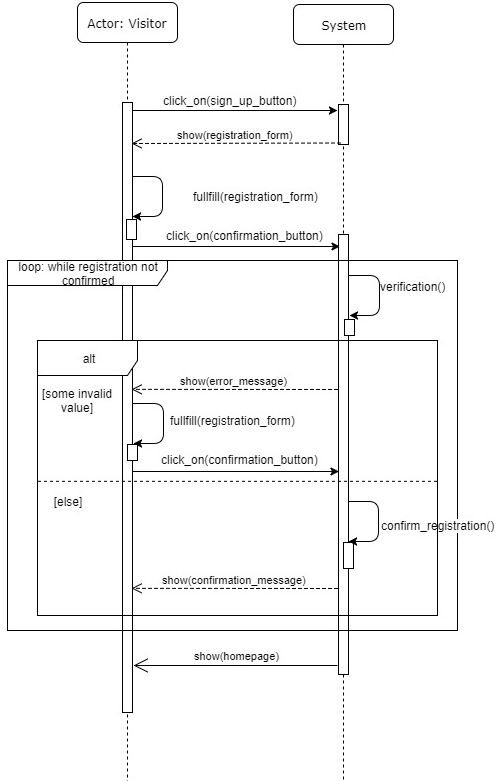 Actor: Visitor
System
click_on(sign_up_button)
show(registration_form)
fullfill(registration_form)
click_on(confirmation_button)
loop: while registration not
confirmed
verification()
alt
show(error_message)
[some invalid
value]
fullfill(registration_form)
click_on(confirmation_button)
[else]
confirm_registration()
show(confirmation_message)
show(homepage)